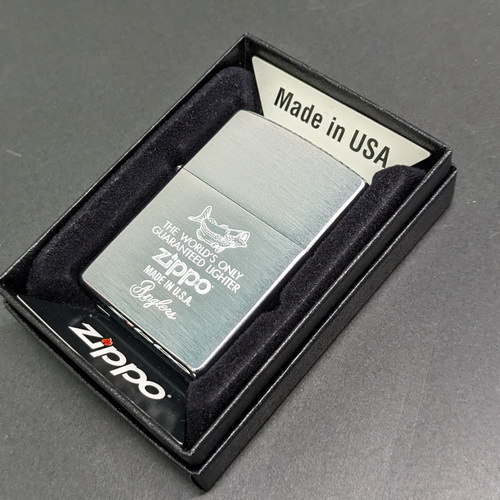 Made in USA
THE WORLD'S ONLY
GUARANTEED LIGHTER
zippo
MADE IN U.S.A.
zippo